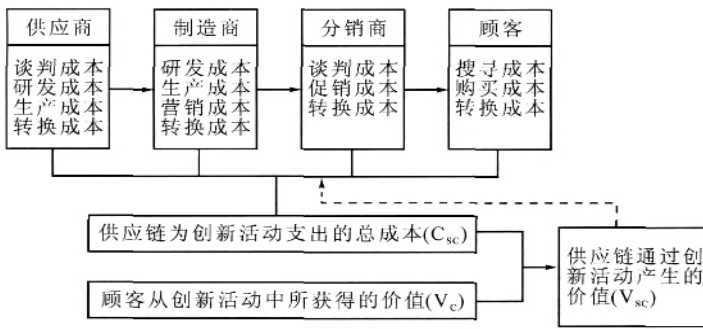 供应商
谈判成本
研发成本
生产成本
转换成本
制造商
研发成本
生产成本
营销成本
转换成本
分销商
谈判成本
促销成本
转换成本
顾客
搜寻成本
购买成本
转换成本
供应链为创新活动支出的总成本(Csc)
顾客从创新活动中所获得的价值(Vc)
供应链通过创
新活动产生的
价值(Vsc)